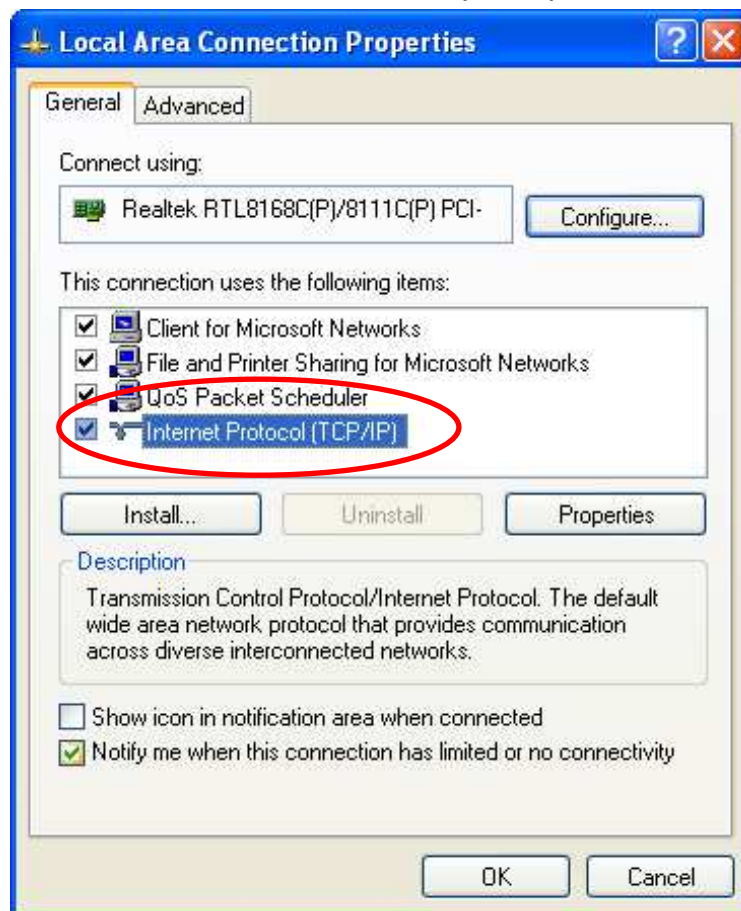 Local Area Connection Properties
General Advanced
Connect using:
Realtek RTL8168C(P)/8111C(P) PCI-
Configure...
This connection uses the following items:
Client for Microsoft Networks
File and Printer Sharing for Microsoft Networks
QoS Packet Scheduler
Internet Protocol (TCP/IP)
Install... Uninstall Properties
Description
Transmission Control Protocol/Internet Protocol. The default
wide area network protocol that provides communication
across diverse interconnected networks.
Show icon in notification area when connected
Notify me when this connection has limited or no connectivity
OK Cancel